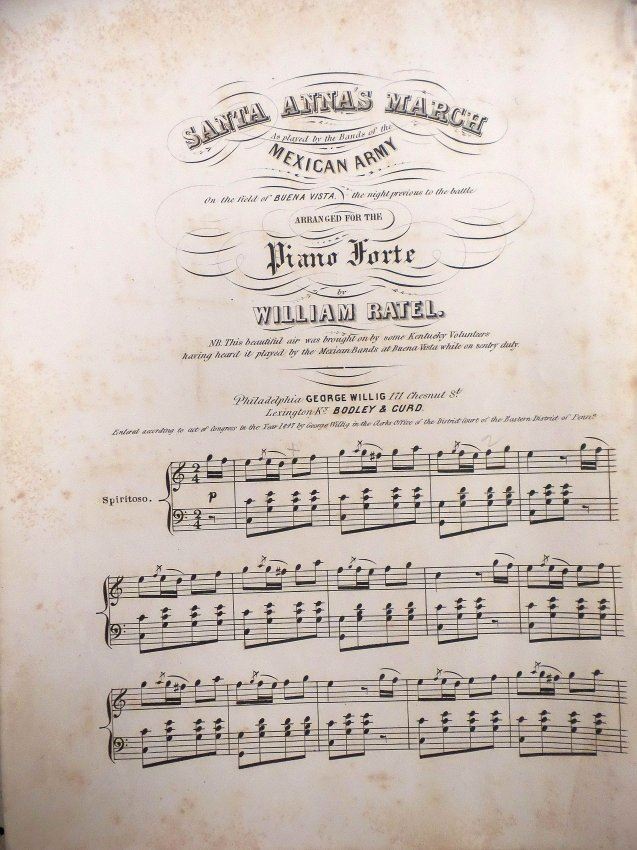 SANTA ANNA'S MARCH
As played by the Bands of the
MEXICAN ARMY
On the field of BUENA VISTA, the night previous to the battle
ARRANGED FOR THE
Piano Forte
by
WILLIAM RATEL.
NB. This beautiful air was brought on by some Kentucky Volunteers
having heard it played by the Mexican Bands at Buena Vista while on sentry duty.
Philadelphia GEORGE WILLIG 171 Chesnut St.
Lexington Ky. BODLEY & CURD.
Entered according to act of Congress in the Year 1847 by George Willig in the Clerks Office of the District Court of the Eastern District of Penna.
Spiritoso.
2
4
p
2
4